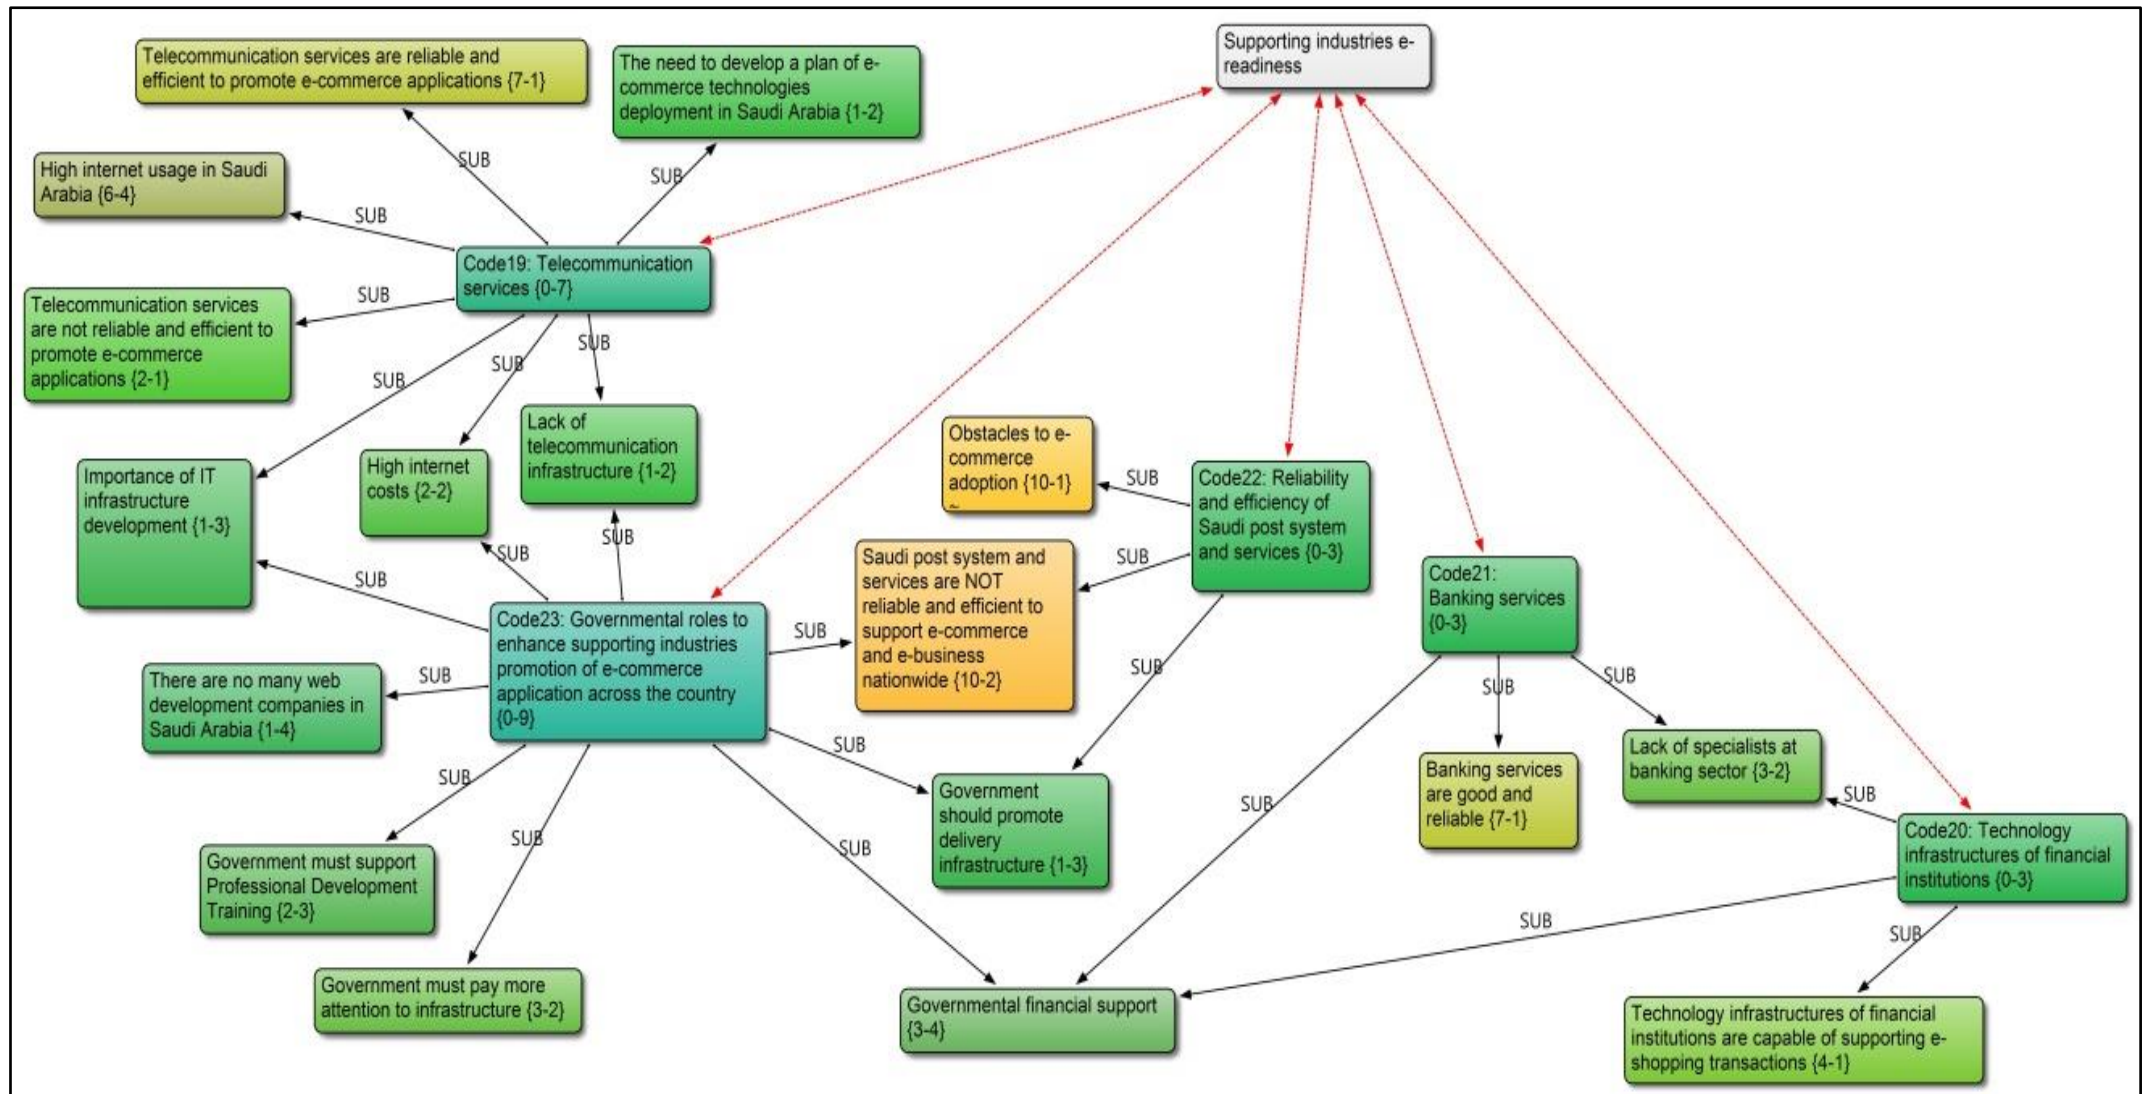 Supporting industries e-
readiness
Telecommunication services are reliable and
efficient to promote e-commerce applications {7-1}
The need to develop a plan of e-
commerce technologies
deployment in Saudi Arabia {1-2}
SUB
SUB
High internet usage in Saudi
Arabia {6-4}
SUB
Code19: Telecommunication
services {0-7}
Telecommunication services
are not reliable and efficient to
promote e-commerce
applications {2-1}
SUB
SUB
SUB
SUB
Lack of
telecommunication
infrastructure {1-2}
High internet
costs {2-2}
Importance of IT
infrastructure
development {1-3}
Obstacles to e-
commerce
adoption {10-1}
~
SUB
Code22: Reliability
and efficiency of
Saudi post system
and services {0-3}
SUB
SUB
SUB
SUB
Saudi post system and
services are NOT
reliable and efficient to
support e-commerce
and e-business
nationwide {10-2}
Code21:
Banking services
{0-3}
Code23: Governmental roles to
enhance supporting industries
promotion of e-commerce
application across the country
{0-9}
SUB
SUB
SUB
SUB
SUB
There are no many web
development companies in
Saudi Arabia {1-4}
Lack of specialists at
banking sector {3-2}
Banking services
are good and
reliable {7-1}
SUB
SUB
Government
should promote
delivery
infrastructure {1-3}
SUB
SUB
SUB
SUB
Code20: Technology
infrastructures of financial
institutions {0-3}
Government must support
Professional Development
Training {2-3}
SUB
SUB
Government must pay more
attention to infrastructure {3-2}
Governmental financial support
{3-4}
Technology infrastructures of financial
institutions are capable of supporting e-
shopping transactions {4-1}